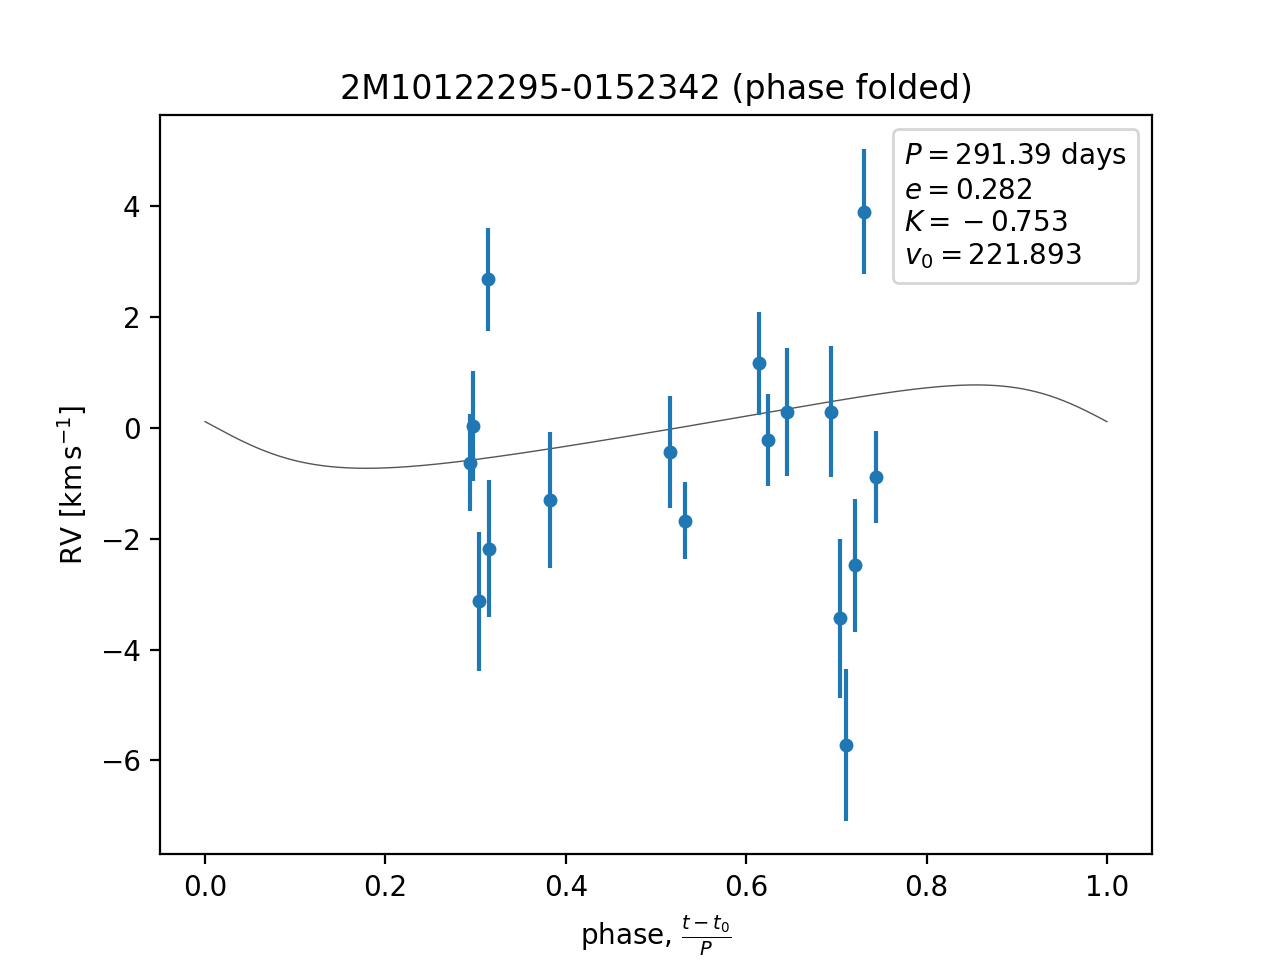 2M10122295-0152342 (phase folded)
P = 291.39 days
e = 0.282
K = −0.753
v₀ = 221.893
4
2
0
−2
−4
−6
RV [km s⁻¹]
0.0 0.2 0.4 0.6 0.8 1.0
phase, (t − t₀)/P